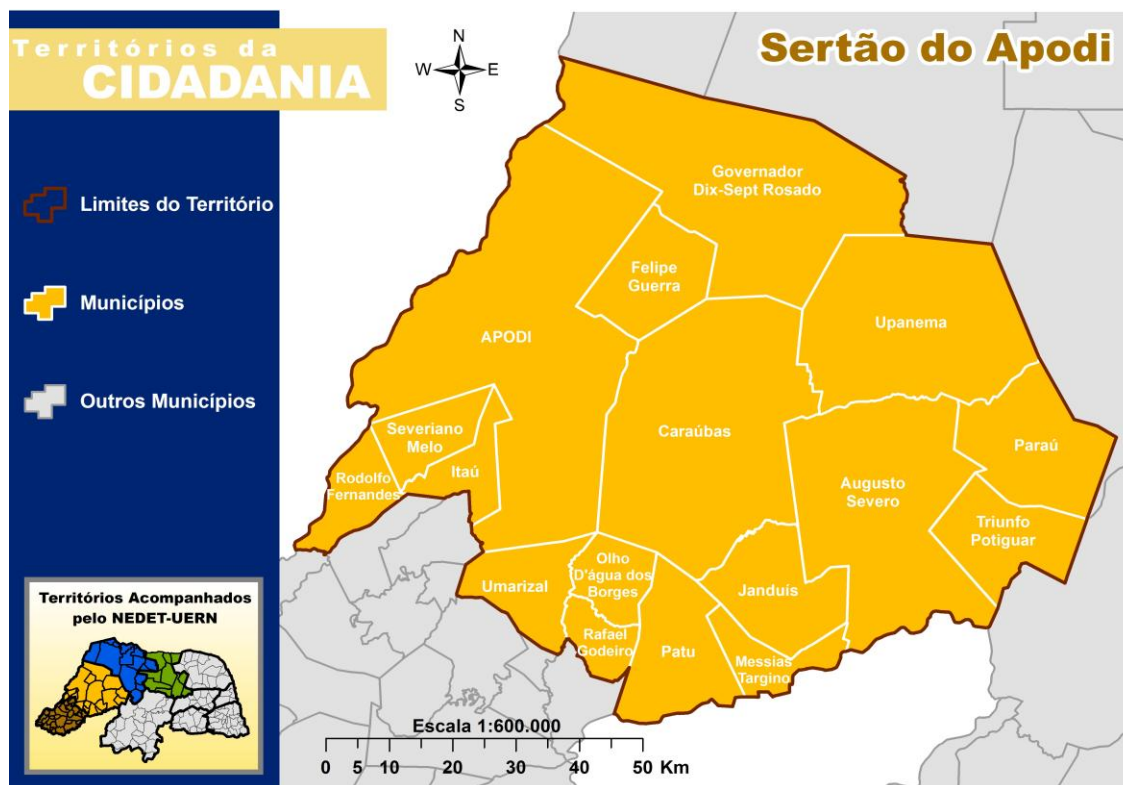 Territórios da
CIDADANIA
N
W
E
S
Sertão do Apodi
Limites do Território
Municípios
Outros Municípios
Governador
Dix-Sept Rosado
Felipe
Guerra
Upanema
APODI
Caraúbas
Severiano
Melo
Itaú
Rodolfo
Fernandes
Paraú
Augusto
Severo
Triunfo
Potiguar
Umarizal
Olho
D'água dos
Borges
Janduís
Rafael
Godeiro
Patu
Messias
Targino
Territórios Acompanhados
pelo NEDET-UERN
Escala 1:600.000
0 5 10 20 30 40 50 Km